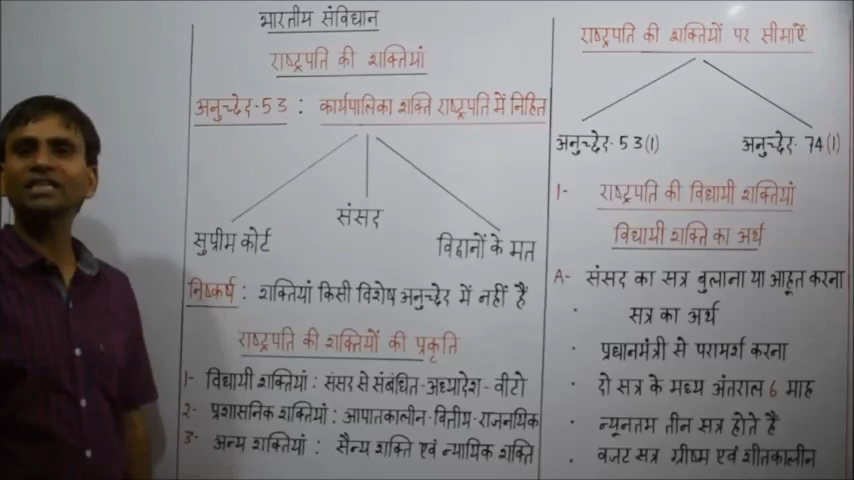 भारतीय संविधान
राष्ट्रपति की शक्तियां
अनुच्छेद-53 : कार्यपालिका शक्ति राष्ट्रपति में निहित
सुप्रीम कोर्ट
संसद
विद्वानों के मत
निष्कर्ष : शक्तियां किसी विशेष अनुच्छेद में नहीं हैं
राष्ट्रपति की शक्तियों की प्रकृति
1- विधायी शक्तियां : संसद से संबंधित-अध्यादेश-वीटो
2- प्रशासनिक शक्तियां : आपातकालीन-वित्तीय-राजनयिक
3- अन्य शक्तियां : सैन्य शक्ति एवं न्यायिक शक्ति
राष्ट्रपति की शक्तियों पर सीमाएं
अनुच्छेद-53(1)
अनुच्छेद-74(1)
1- राष्ट्रपति की विधायी शक्तियां
विधायी शक्ति का अर्थ
A- संसद का सत्र बुलाना या आहूत करना
· सत्र का अर्थ
· प्रधानमंत्री से परामर्श करना
· दो सत्र के मध्य अंतराल 6 माह
· न्यूनतम तीन सत्र होते है
· बजट सत्र ग्रीष्म एवं शीतकालीन